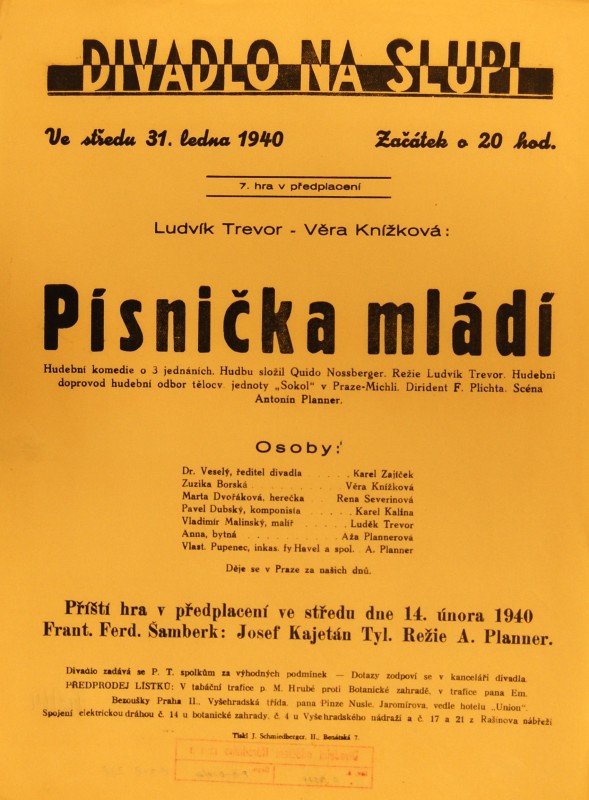 DIVADLO NA SLUPI
Ve středu 31. ledna 1940 Začátek o 20 hod.
7. hra v předplacení
Ludvík Trevor - Věra Knížková:
Písnička mládí
Hudební komedie o 3 jednáních. Hudbu složil Quido Nossberger. Režie Ludvík Trevor. Hudební
doprovod hudební odbor tělocv. jednoty „Sokol" v Praze-Michli. Dirident F. Plichta. Scéna
Antonín Planner.
Osoby:
Dr. Veselý, ředitel divadla . . . . . Karel Zajíček
Zuzika Borská . . . . . . . . . . . Věra Knížková
Marta Dvořáková, herečka . . . Rena Severinová
Pavel Dubský, komponista . . . . . Karel Kalina
Vladimír Malinský, malíř . . . . . . Luděk Trevor
Anna, bytná . . . . . . . . . . Aža Plannerová
Vlast. Pupenec, inkas. fy Havel a spol. A. Planner
Děje se v Praze za našich dnů.
Příští hra v předplacení ve středu dne 14. února 1940
Frant. Ferd. Šamberk: Josef Kajetán Tyl. Režie A. Planner.
Divadlo zadává se P. T. spolkům za výhodných podmínek — Dotazy zodpoví se v kanceláři divadla.
PŘEDPRODEJ LÍSTKŮ: V tabáční trafice p. M. Hrubé proti Botanické zahradě, v trafice pana Em.
Bezoušky Praha II., Vyšehradská třída, pana Pinze Nusle, Jaromírova, vedle hotelu „Union".
Spojení elektrickou dráhou č. 14 u botanické zahrady, č. 4 u Vyšehradského nádraží a č. 17 a 21 z Rašínova nábřeží
Tiskl J. Schmiedberger, II., Benátská 7.